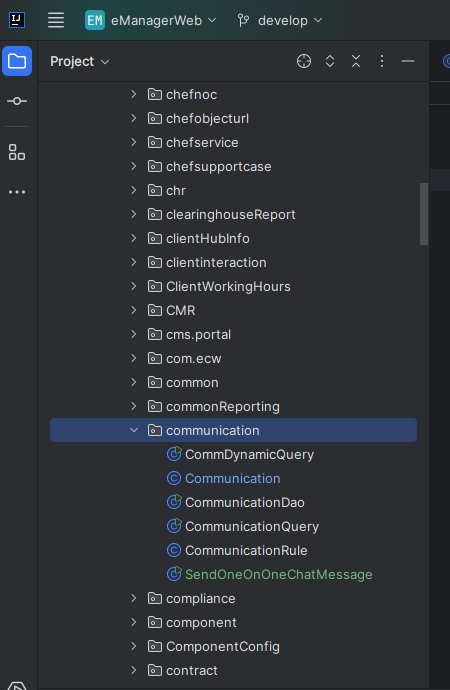 IJ
EM eManagerWeb develop
Project
chefnoc
chefobjecturl
chefservice
chefsupportcase
chr
clearinghouseReport
clientHubInfo
clientinteraction
ClientWorkingHours
CMR
cms.portal
com.ecw
common
commonReporting
communication
CommDynamicQuery
C Communication
CommunicationDao
CommunicationQuery
C CommunicationRule
SendOneOnOneChatMessage
compliance
component
ComponentConfig
contract